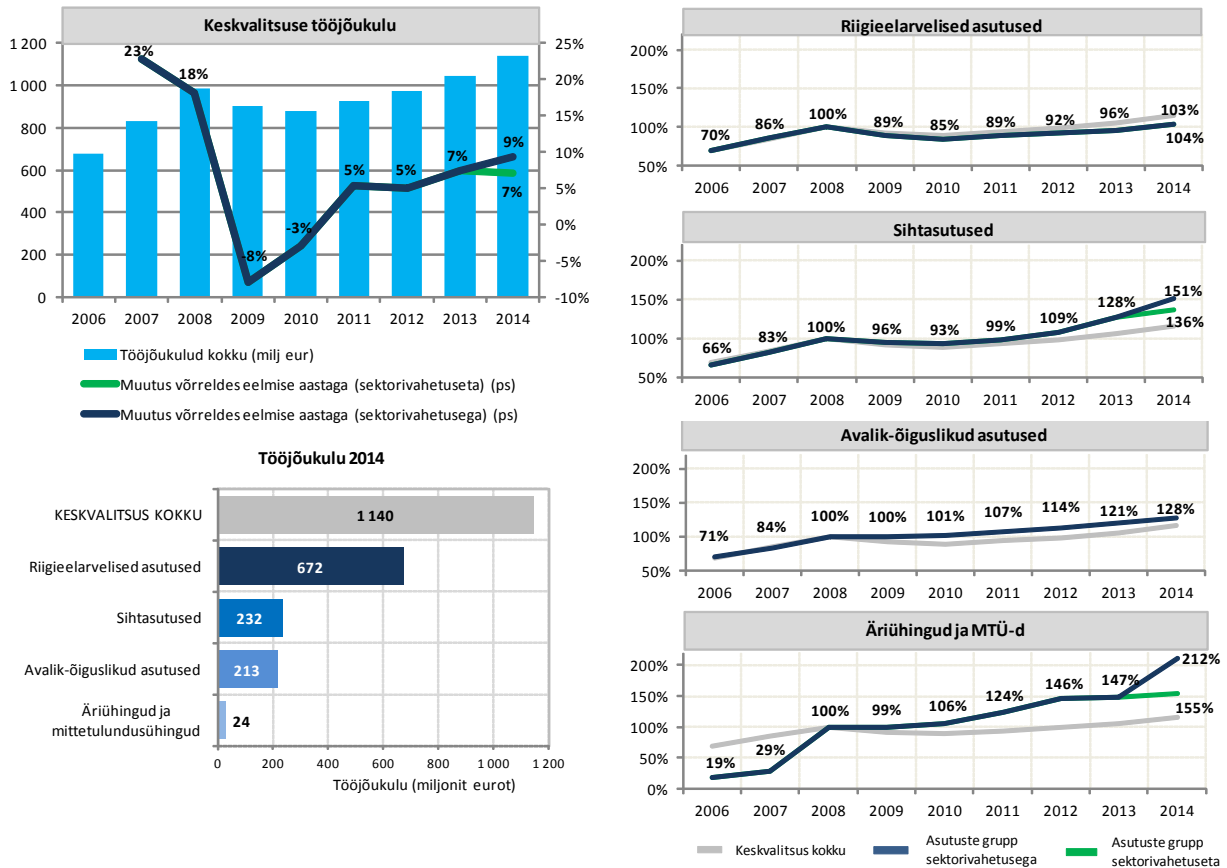 Keskvalitsuse tööjõukulu
1 200
1 000
800
600
400
200
0
25%
20%
15%
10%
5%
0%
-5%
-10%
23%
18%
-8%
-3%
5%
5%
7%
9%
7%
2006 2007 2008 2009 2010 2011 2012 2013 2014
Tööjõukulud kokku (milj eur)
Muutus võrreldes eelmise aastaga (sektorivahetuseta) (ps)
Muutus võrreldes eelmise aastaga (sektorivahetusega) (ps)
Tööjõukulu 2014
KESKVALITSUS KOKKU
1 140
Riigieelarvelised asutused
672
Sihtasutused
232
Avalik-õiguslikud asutused
213
Äriühingud ja
mittetulundusühingud
24
0 200 400 600 800 1 000 1 200
Tööjõukulu (miljonit eurot)
Riigieelarvelised asutused
200%
150%
100%
50%
70% 86% 100% 89% 85% 89% 92% 96% 103%
104%
2006 2007 2008 2009 2010 2011 2012 2013 2014
Sihtasutused
200%
150%
100%
50%
66% 83% 100% 96% 93% 99% 109% 128% 151%
136%
2006 2007 2008 2009 2010 2011 2012 2013 2014
Avalik-õiguslikud asutused
200%
150%
100%
50%
71% 84% 100% 100% 101% 107% 114% 121% 128%
2006 2007 2008 2009 2010 2011 2012 2013 2014
Äriühingud ja MTÜ-d
200%
150%
100%
50%
0%
19% 29% 100% 99% 106% 124% 146% 147% 212%
155%
2006 2007 2008 2009 2010 2011 2012 2013 2014
Keskvalitsus kokku
Asutuste grupp
sektorivahetusega
Asutuste grupp
sektorivahetuseta